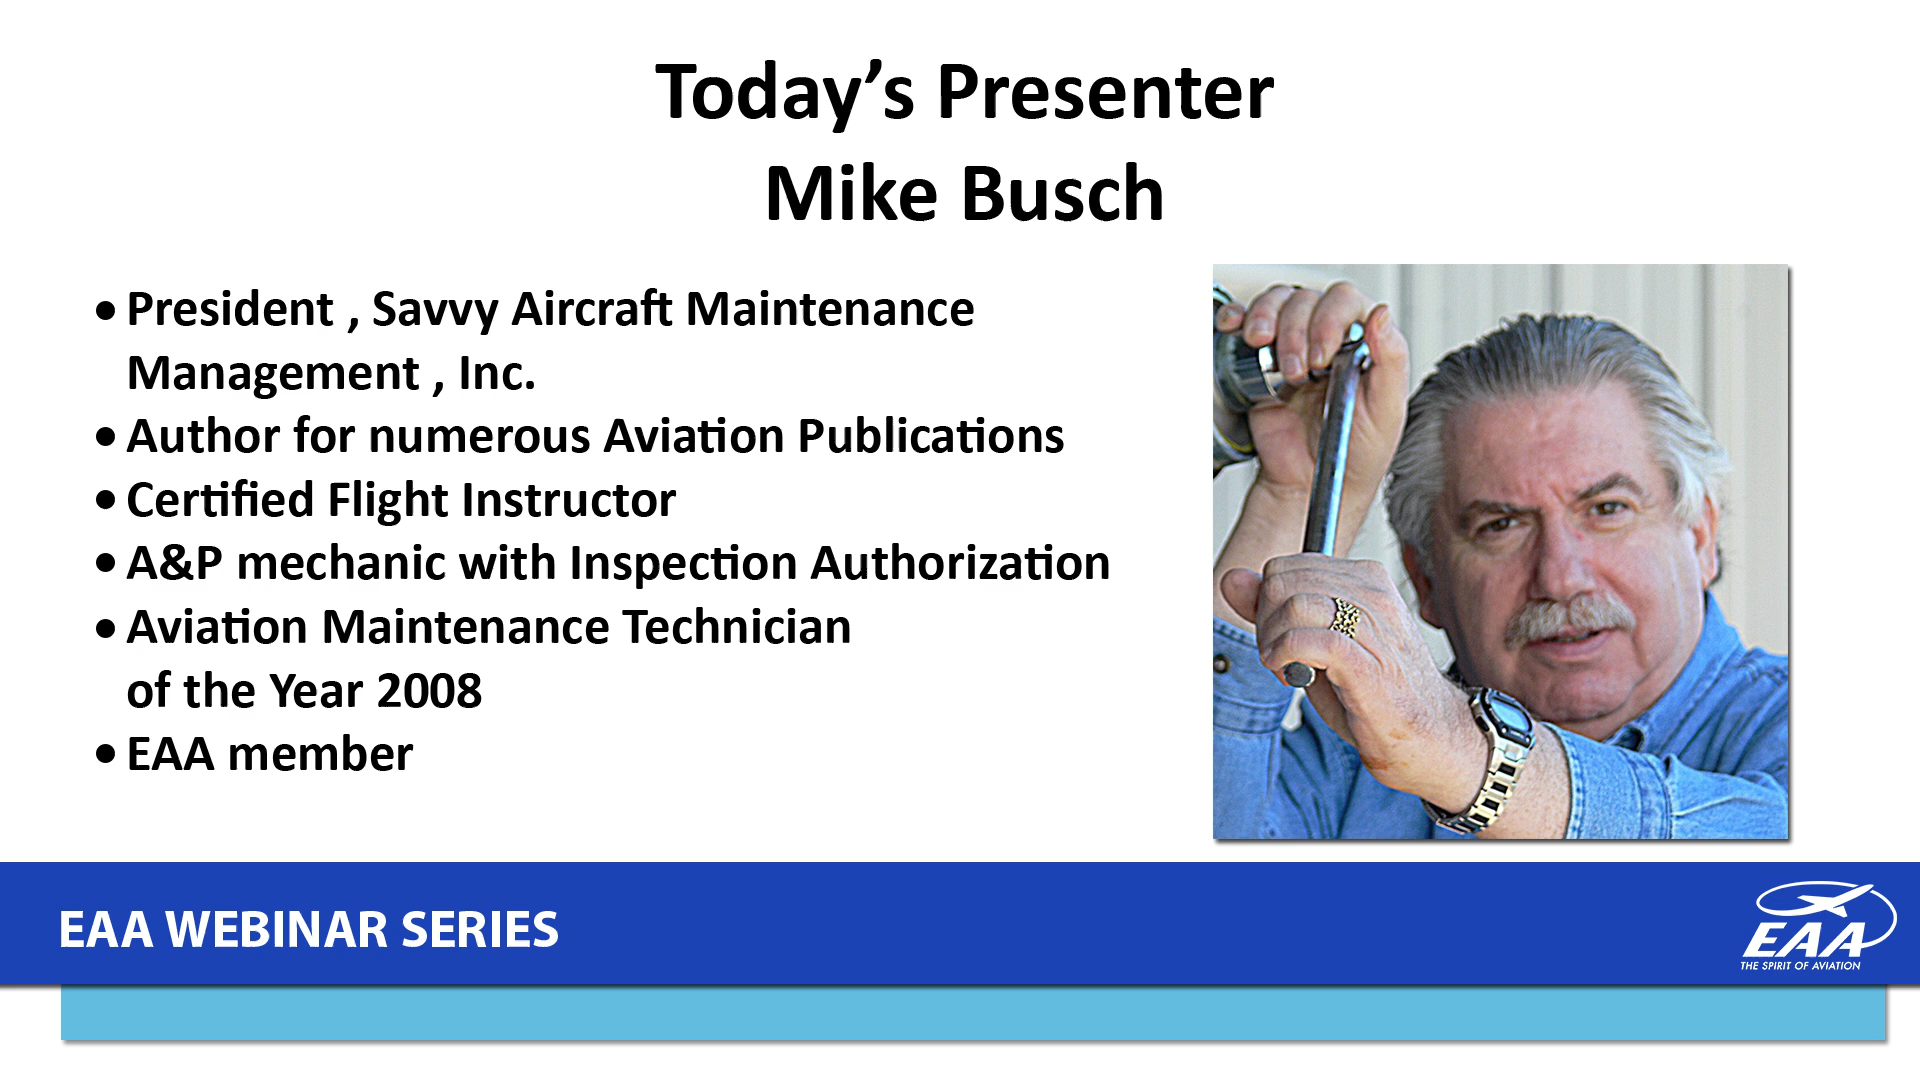 Today’s Presenter
Mike Busch
• President , Savvy Aircraft Maintenance
Management , Inc.
• Author for numerous Aviation Publications
• Certified Flight Instructor
• A&P mechanic with Inspection Authorization
• Aviation Maintenance Technician
of the Year 2008
• EAA member
EAA WEBINAR SERIES
EAA
THE SPIRIT OF AVIATION